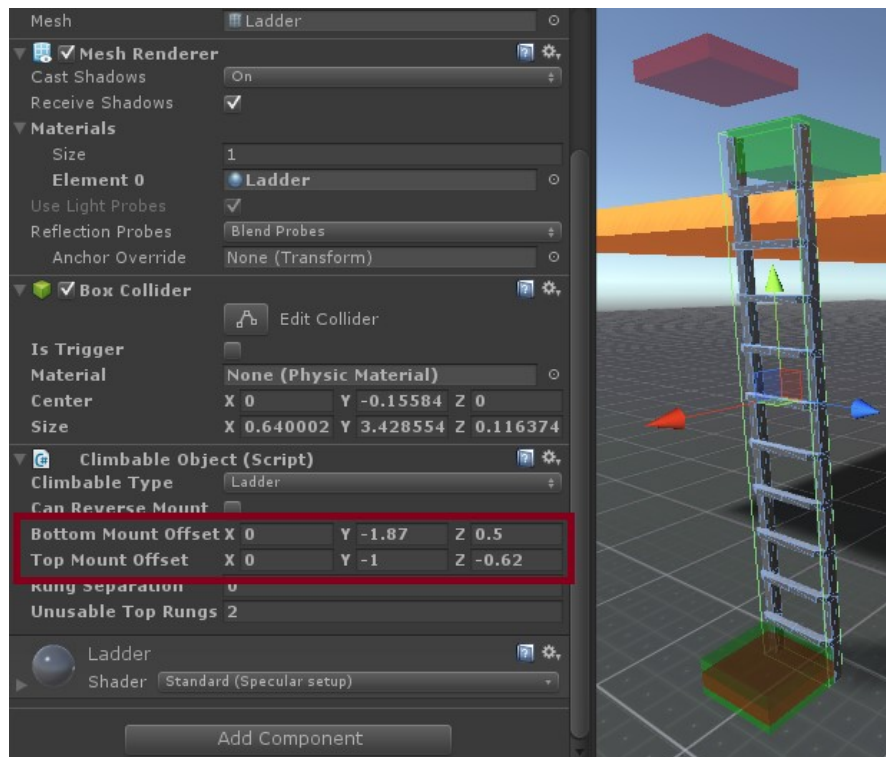 Mesh Ladder
Mesh Renderer
Cast Shadows On
Receive Shadows
Materials
Size 1
Element 0 Ladder
Use Light Probes
Reflection Probes Blend Probes
Anchor Override None (Transform)
Box Collider
Edit Collider
Is Trigger
Material None (Physic Material)
Center X 0 Y -0.15584 Z 0
Size X 0.640002 Y 3.428554 Z 0.116374
C# Climbable Object (Script)
Climbable Type Ladder
Can Reverse Mount
Bottom Mount Offset X 0 Y -1.87 Z 0.5
Top Mount Offset X 0 Y -1 Z -0.62
Rung Separation 0
Unusable Top Rungs 2
Ladder
Shader Standard (Specular setup)
Add Component